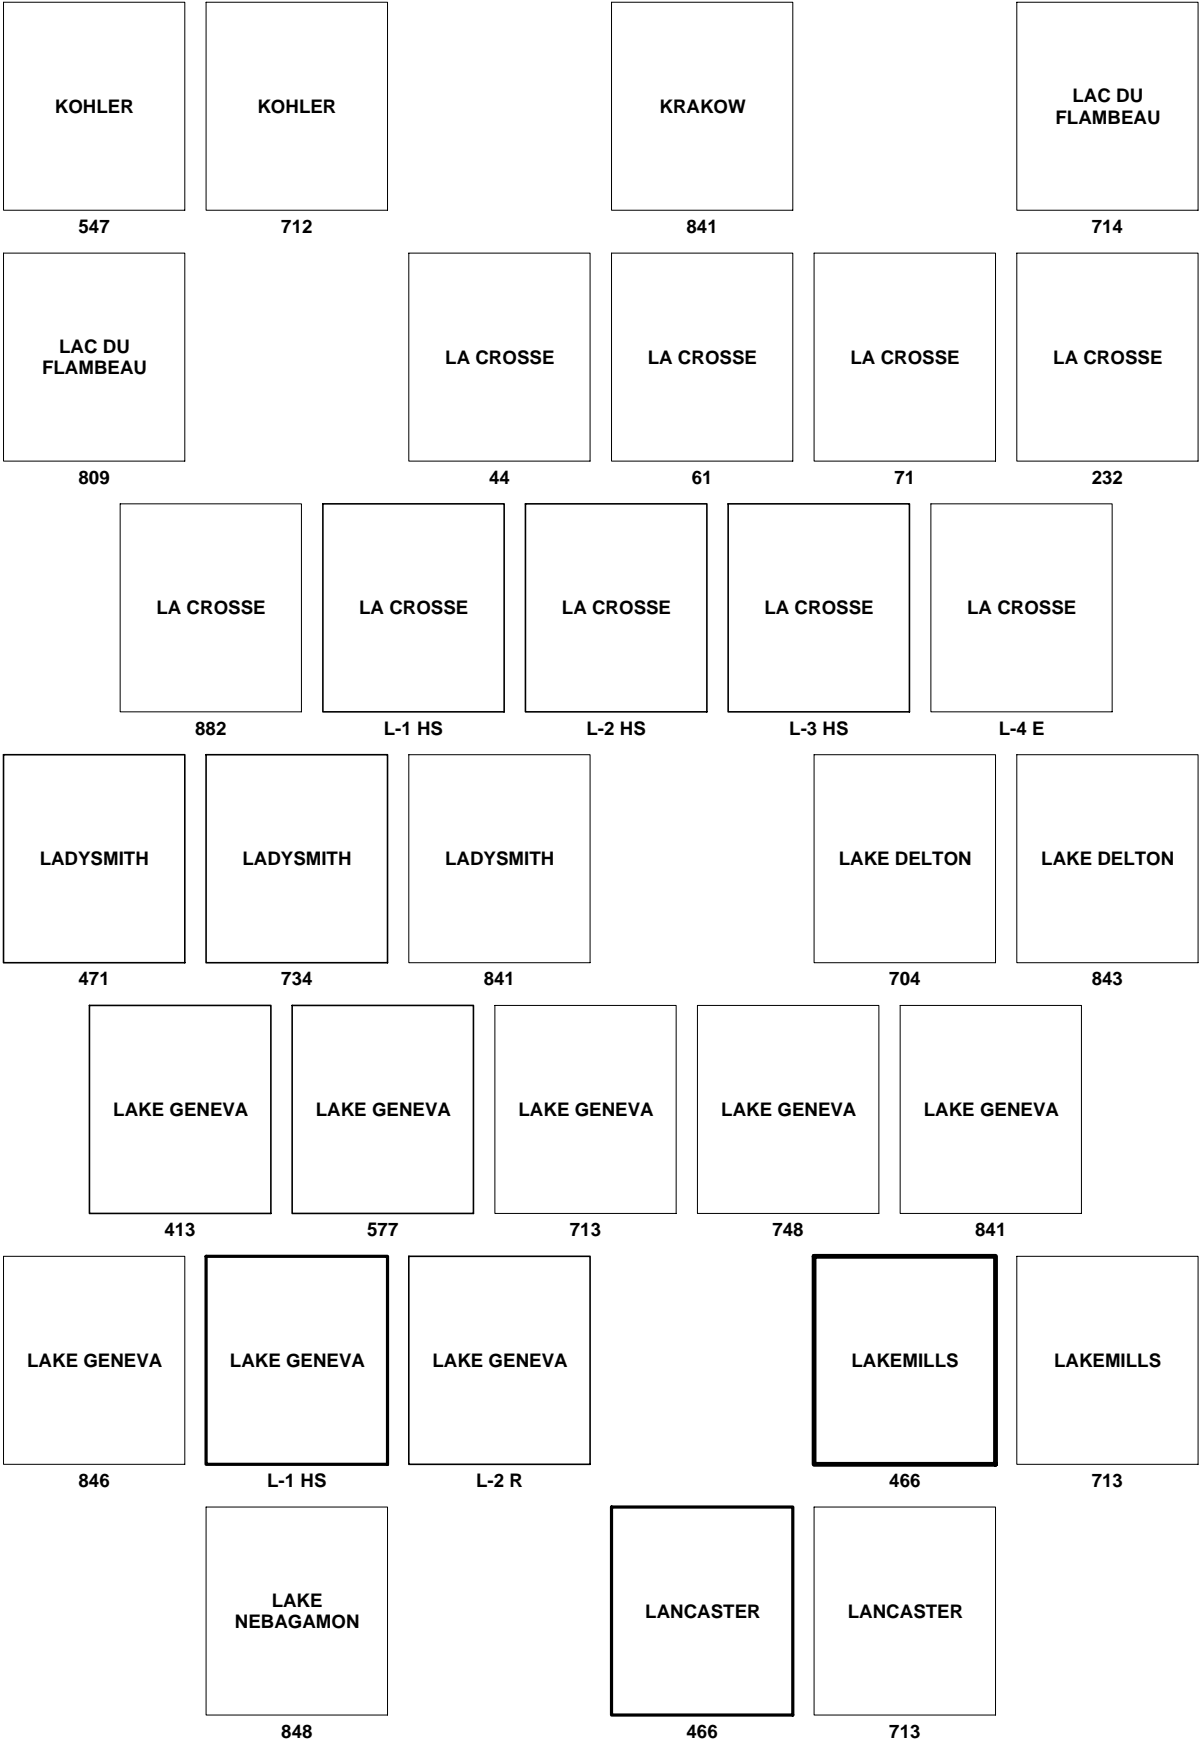 KOHLER
547
KOHLER
712
KRAKOW
841
LAC DU
FLAMBEAU
714
LAC DU
FLAMBEAU
809
LA CROSSE
44
LA CROSSE
61
LA CROSSE
71
LA CROSSE
232
LA CROSSE
882
LA CROSSE
L-1 HS
LA CROSSE
L-2 HS
LA CROSSE
L-3 HS
LA CROSSE
L-4 E
LADYSMITH
471
LADYSMITH
734
LADYSMITH
841
LAKE DELTON
704
LAKE DELTON
843
LAKE GENEVA
413
LAKE GENEVA
577
LAKE GENEVA
713
LAKE GENEVA
748
LAKE GENEVA
841
LAKE GENEVA
846
LAKE GENEVA
L-1 HS
LAKE GENEVA
L-2 R
LAKEMILLS
466
LAKEMILLS
713
LAKE
NEBAGAMON
848
LANCASTER
466
LANCASTER
713